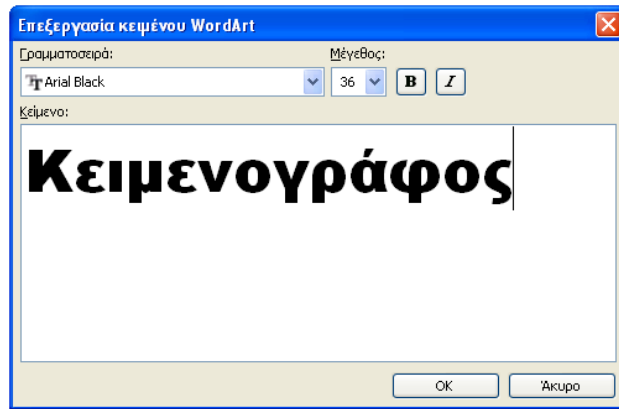 Επεξεργασία κειμένου WordArt
Γραμματοσειρά: Μέγεθος:
Arial Black 36 B I
Κείμενο:
Κειμενογράφος
OK Άκυρο